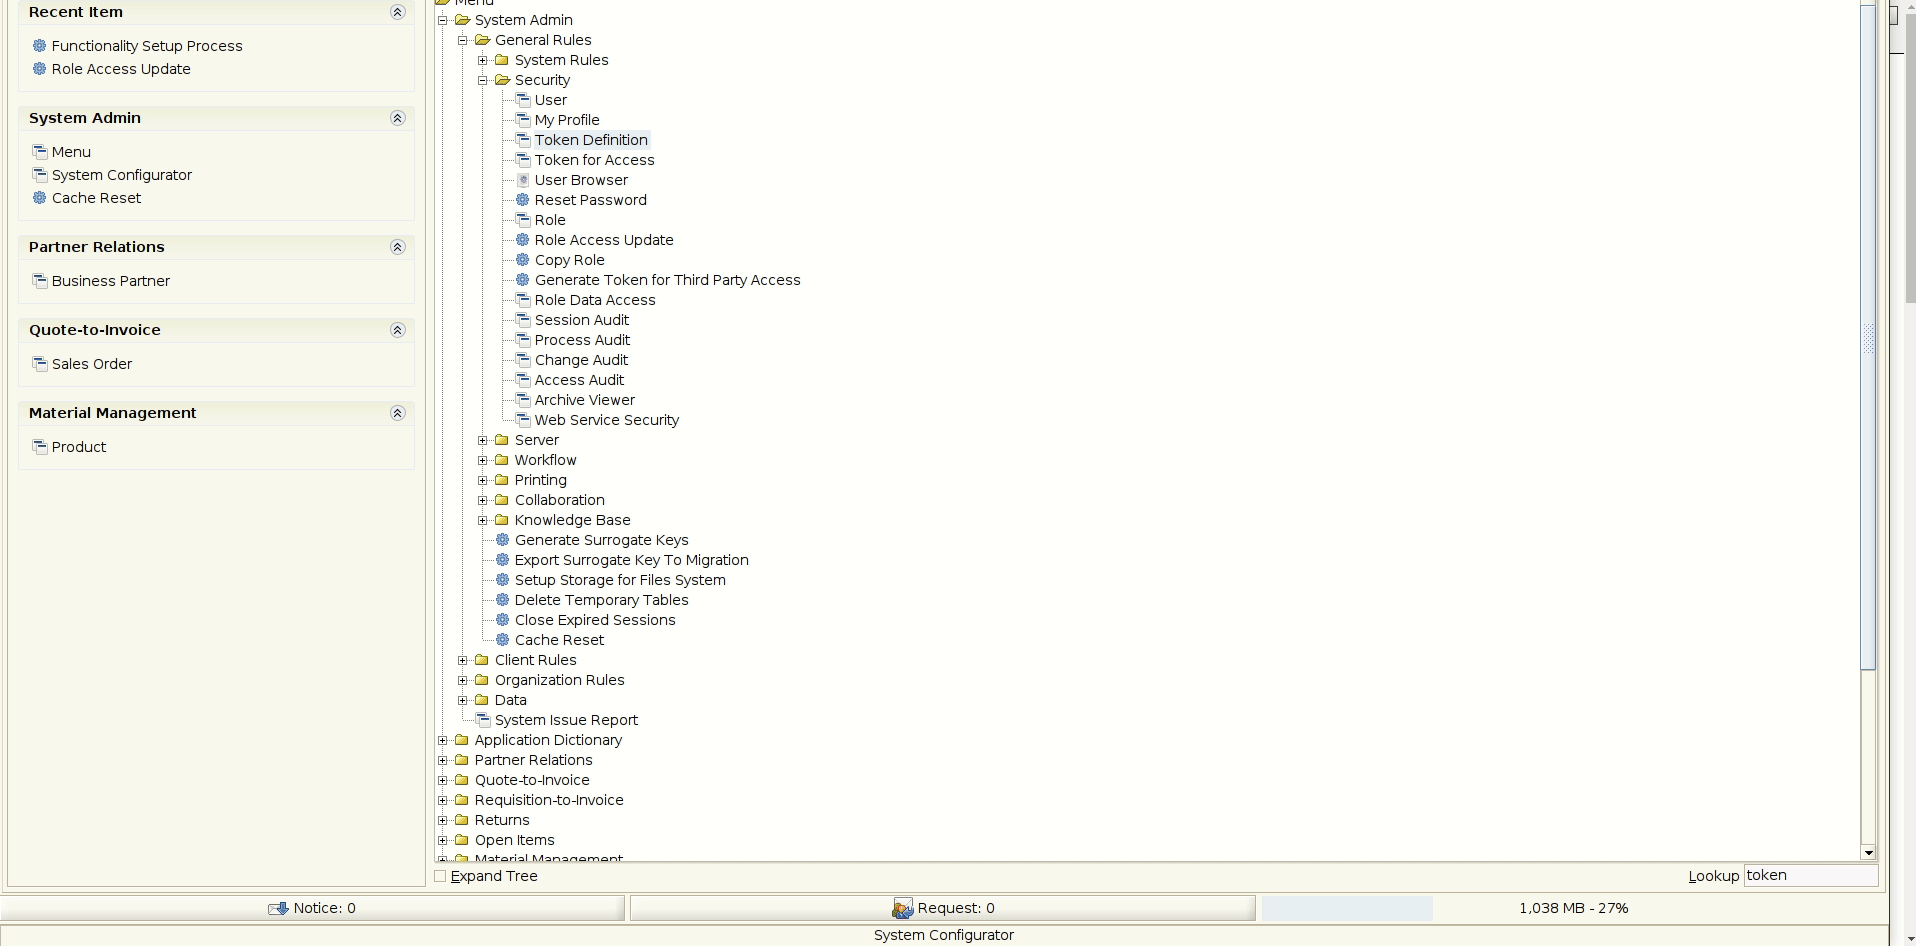 Recent Item
Functionality Setup Process
Role Access Update
System Admin
Menu
System Configurator
Cache Reset
Partner Relations
Business Partner
Quote-to-Invoice
Sales Order
Material Management
Product
Menu
System Admin
General Rules
System Rules
Security
User
My Profile
Token Definition
Token for Access
User Browser
Reset Password
Role
Role Access Update
Copy Role
Generate Token for Third Party Access
Role Data Access
Session Audit
Process Audit
Change Audit
Access Audit
Archive Viewer
Web Service Security
Server
Workflow
Printing
Collaboration
Knowledge Base
Generate Surrogate Keys
Export Surrogate Key To Migration
Setup Storage for Files System
Delete Temporary Tables
Close Expired Sessions
Cache Reset
Client Rules
Organization Rules
Data
System Issue Report
Application Dictionary
Partner Relations
Quote-to-Invoice
Requisition-to-Invoice
Returns
Open Items
Material Management
Expand Tree
Lookup token
Notice: 0
Request: 0
1,038 MB - 27%
System Configurator